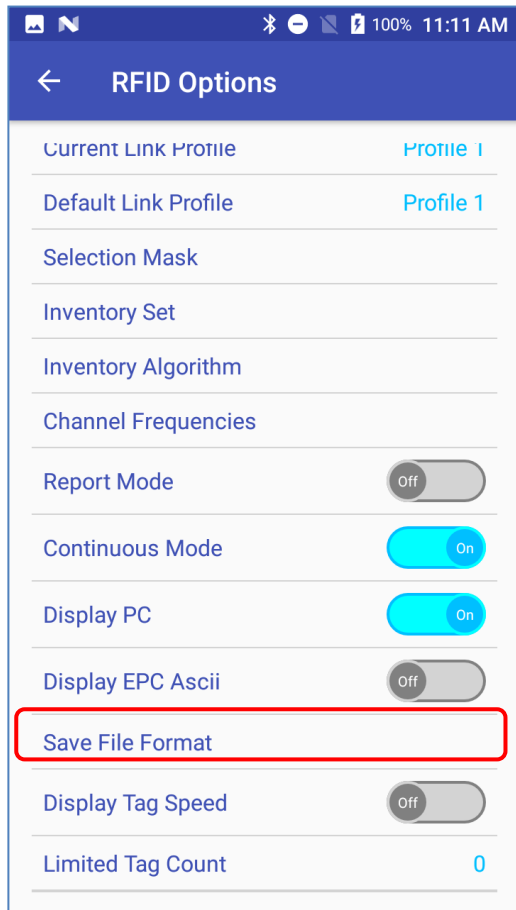 100% 11:11 AM
RFID Options
Current Link Profile Profile 1
Default Link Profile Profile 1
Selection Mask
Inventory Set
Inventory Algorithm
Channel Frequencies
Report Mode Off
Continuous Mode On
Display PC On
Display EPC Ascii Off
Save File Format
Display Tag Speed Off
Limited Tag Count 0